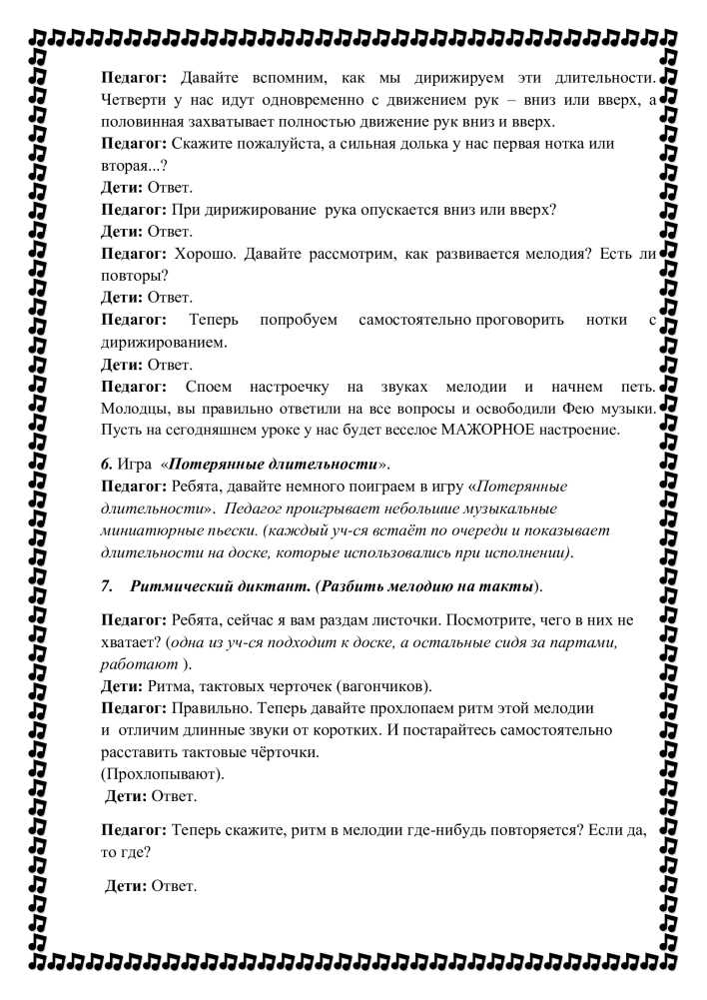 Педагог: Давайте вспомним, как мы дирижируем эти длительности.
Четверти у нас идут одновременно с движением рук – вниз или вверх, а
половинная захватывает полностью движение рук вниз и вверх.
Педагог: Скажите пожалуйста, а сильная долька у нас первая нотка или
вторая...?
Дети: Ответ.
Педагог: При дирижирование рука опускается вниз или вверх?
Дети: Ответ.
Педагог: Хорошо. Давайте рассмотрим, как развивается мелодия? Есть ли
повторы?
Дети: Ответ.
Педагог: Теперь попробуем самостоятельно проговорить нотки с
дирижированием.
Дети: Ответ.
Педагог: Споем настроечку на звуках мелодии и начнем петь.
Молодцы, вы правильно ответили на все вопросы и освободили Фею музыки.
Пусть на сегодняшнем уроке у нас будет веселое МАЖОРНОЕ настроение.
6. Игра «Потерянные длительности».
Педагог: Ребята, давайте немного поиграем в игру «Потерянные
длительности». Педагог проигрывает небольшие музыкальные
миниатюрные пьески. (каждый уч-ся встаёт по очереди и показывает
длительности на доске, которые использовались при исполнении).
7. Ритмический диктант. (Разбить мелодию на такты).
Педагог: Ребята, сейчас я вам раздам листочки. Посмотрите, чего в них не
хватает? (одна из уч-ся подходит к доске, а остальные сидя за партами,
работают ).
Дети: Ритма, тактовых черточек (вагончиков).
Педагог: Правильно. Теперь давайте прохлопаем ритм этой мелодии
и отличим длинные звуки от коротких. И постарайтесь самостоятельно
расставить тактовые чёрточки.
(Прохлопывают).
Дети: Ответ.
Педагог: Теперь скажите, ритм в мелодии где-нибудь повторяется? Если да,
то где?
Дети: Ответ.